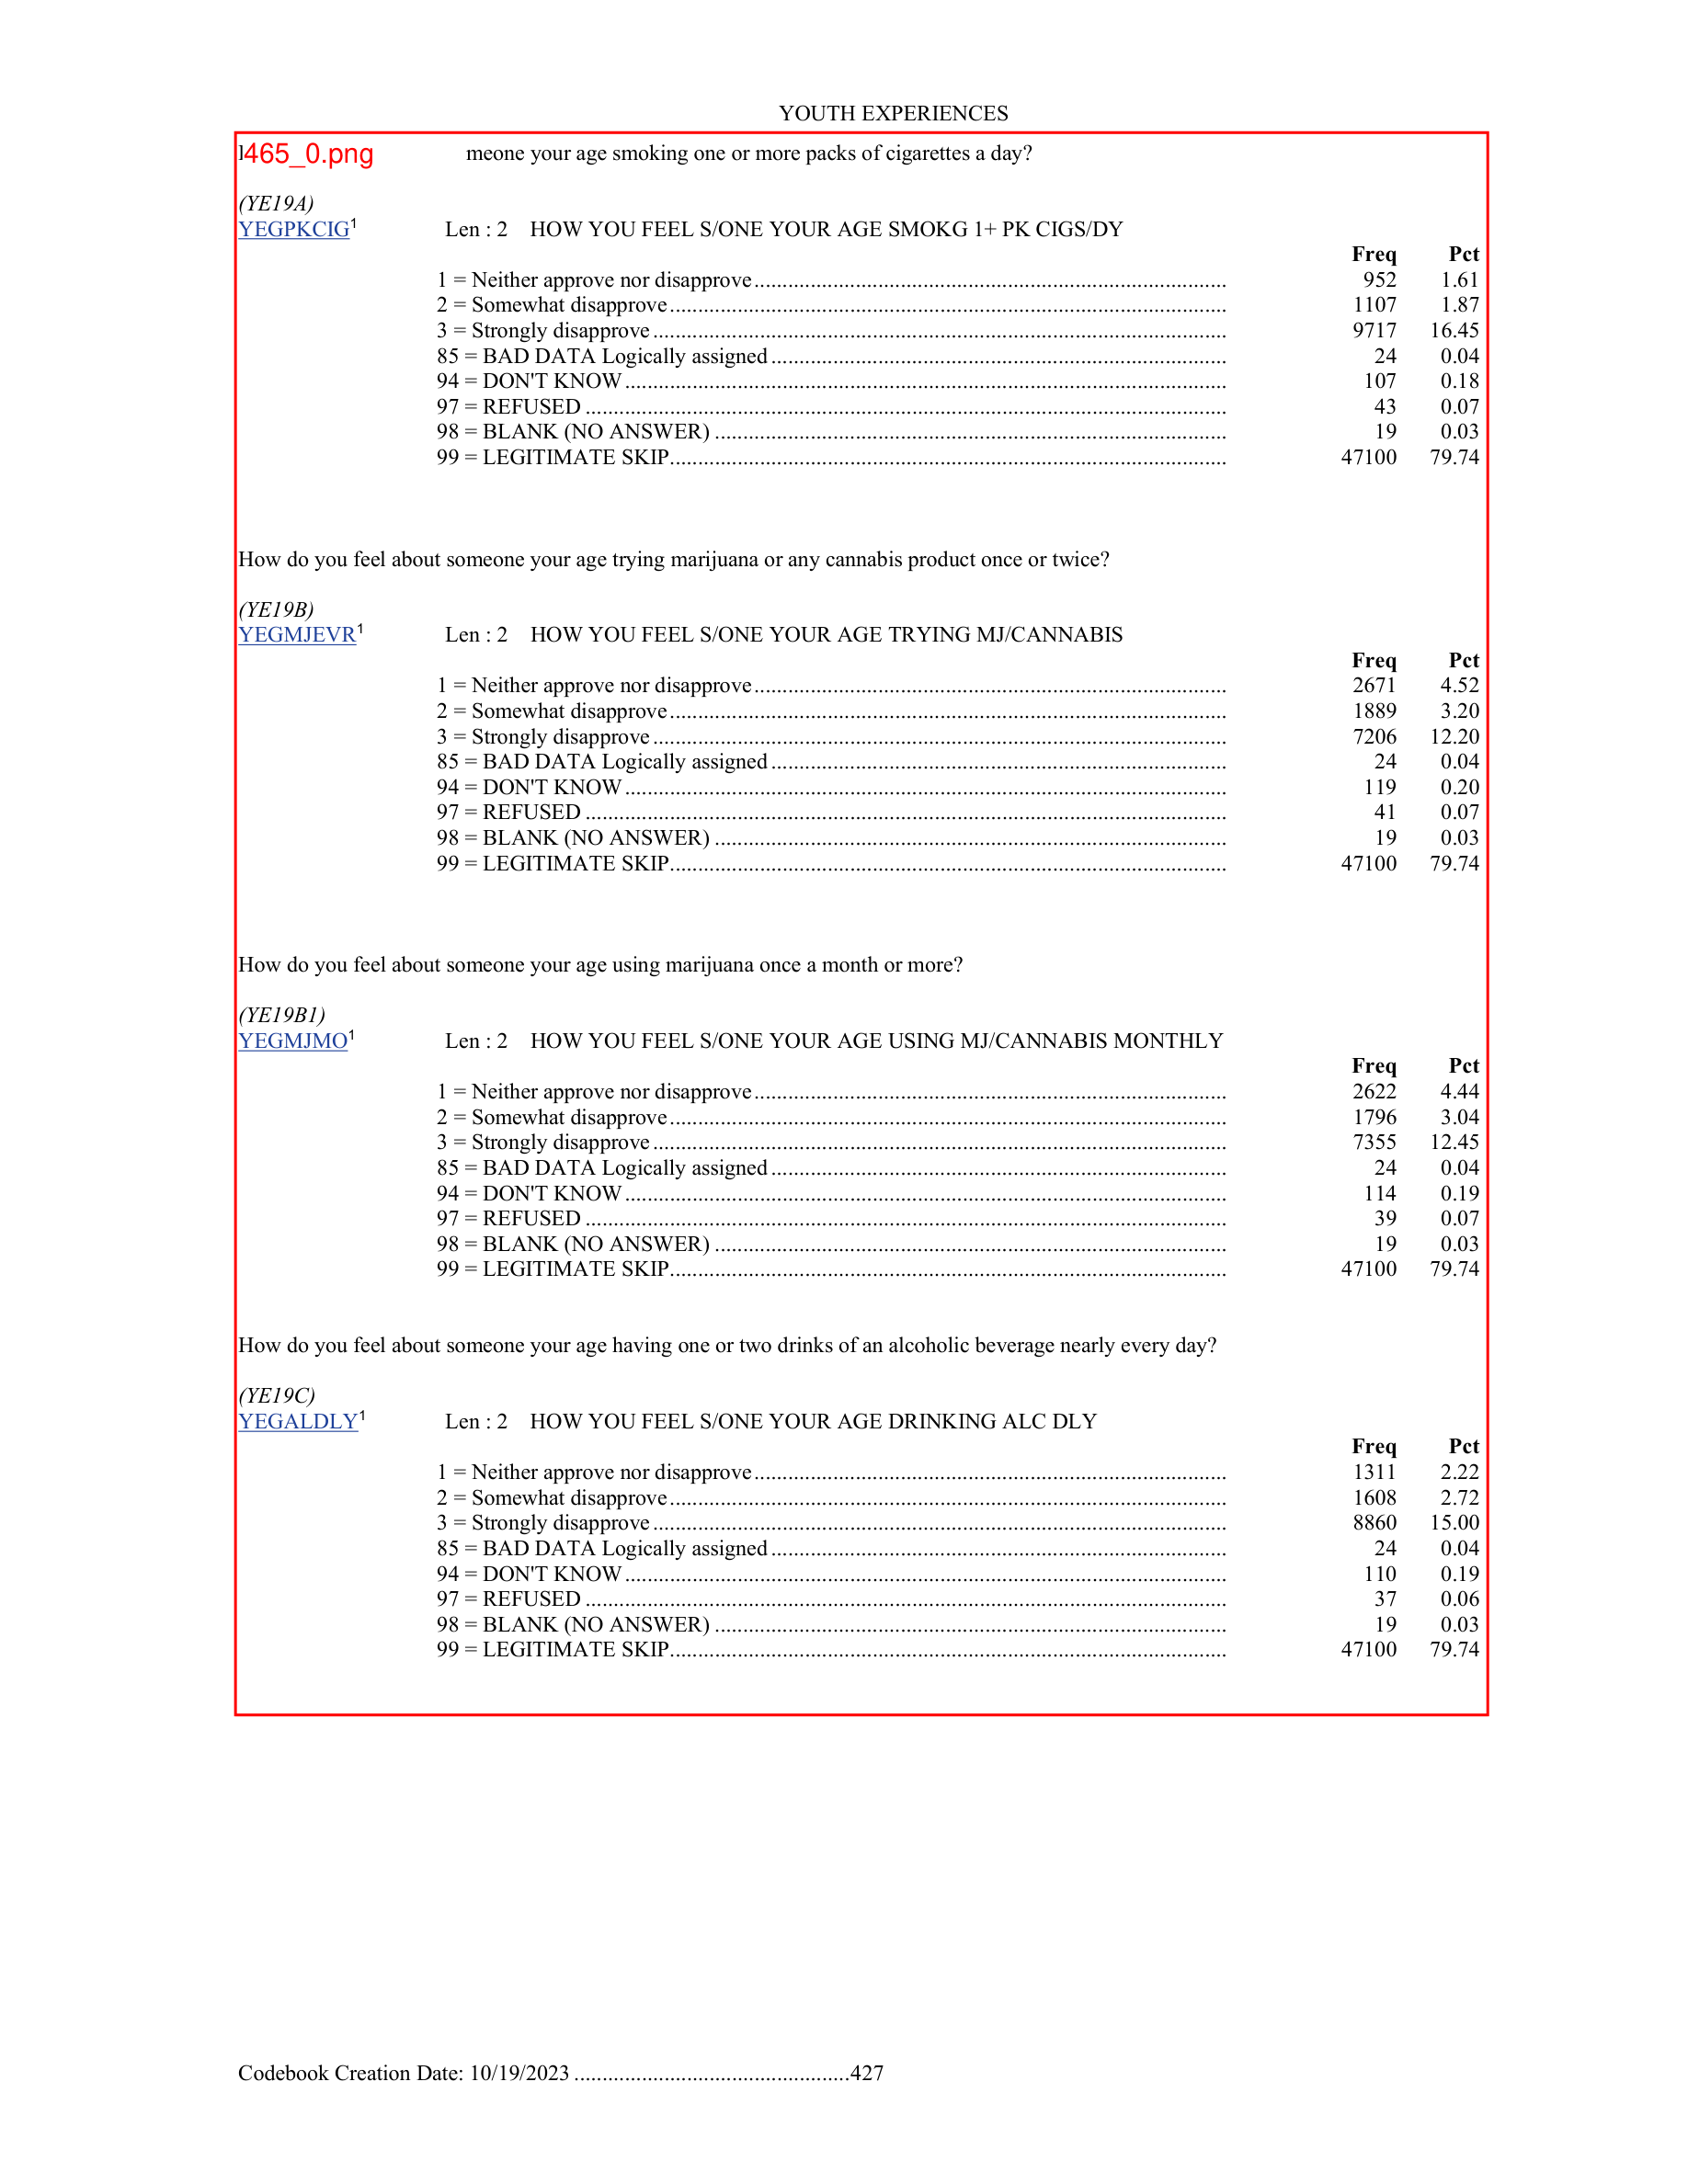 YOUTH EXPERIENCES
465_0.png meone your age smoking one or more packs of cigarettes a day?
(YE19A)
YEGPKCIG1 Len : 2 HOW YOU FEEL S/ONE YOUR AGE SMOKG 1+ PK CIGS/DY
Freq Pct
1 = Neither approve nor disapprove.................................................................................... 952 1.61
2 = Somewhat disapprove................................................................................................... 1107 1.87
3 = Strongly disapprove...................................................................................................... 9717 16.45
85 = BAD DATA Logically assigned................................................................................. 24 0.04
94 = DON'T KNOW........................................................................................................... 107 0.18
97 = REFUSED.................................................................................................................. 43 0.07
98 = BLANK (NO ANSWER)........................................................................................... 19 0.03
99 = LEGITIMATE SKIP................................................................................................... 47100 79.74
How do you feel about someone your age trying marijuana or any cannabis product once or twice?
(YE19B)
YEGMJEVR1 Len : 2 HOW YOU FEEL S/ONE YOUR AGE TRYING MJ/CANNABIS
Freq Pct
1 = Neither approve nor disapprove.................................................................................... 2671 4.52
2 = Somewhat disapprove................................................................................................... 1889 3.20
3 = Strongly disapprove...................................................................................................... 7206 12.20
85 = BAD DATA Logically assigned................................................................................. 24 0.04
94 = DON'T KNOW........................................................................................................... 119 0.20
97 = REFUSED.................................................................................................................. 41 0.07
98 = BLANK (NO ANSWER)........................................................................................... 19 0.03
99 = LEGITIMATE SKIP................................................................................................... 47100 79.74
How do you feel about someone your age using marijuana once a month or more?
(YE19B1)
YEGMJMO1 Len : 2 HOW YOU FEEL S/ONE YOUR AGE USING MJ/CANNABIS MONTHLY
Freq Pct
1 = Neither approve nor disapprove.................................................................................... 2622 4.44
2 = Somewhat disapprove................................................................................................... 1796 3.04
3 = Strongly disapprove...................................................................................................... 7355 12.45
85 = BAD DATA Logically assigned................................................................................. 24 0.04
94 = DON'T KNOW........................................................................................................... 114 0.19
97 = REFUSED.................................................................................................................. 39 0.07
98 = BLANK (NO ANSWER)........................................................................................... 19 0.03
99 = LEGITIMATE SKIP................................................................................................... 47100 79.74
How do you feel about someone your age having one or two drinks of an alcoholic beverage nearly every day?
(YE19C)
YEGALDLY1 Len : 2 HOW YOU FEEL S/ONE YOUR AGE DRINKING ALC DLY
Freq Pct
1 = Neither approve nor disapprove.................................................................................... 1311 2.22
2 = Somewhat disapprove................................................................................................... 1608 2.72
3 = Strongly disapprove...................................................................................................... 8860 15.00
85 = BAD DATA Logically assigned................................................................................. 24 0.04
94 = DON'T KNOW........................................................................................................... 110 0.19
97 = REFUSED.................................................................................................................. 37 0.06
98 = BLANK (NO ANSWER)........................................................................................... 19 0.03
99 = LEGITIMATE SKIP................................................................................................... 47100 79.74
Codebook Creation Date: 10/19/2023 .................................................427